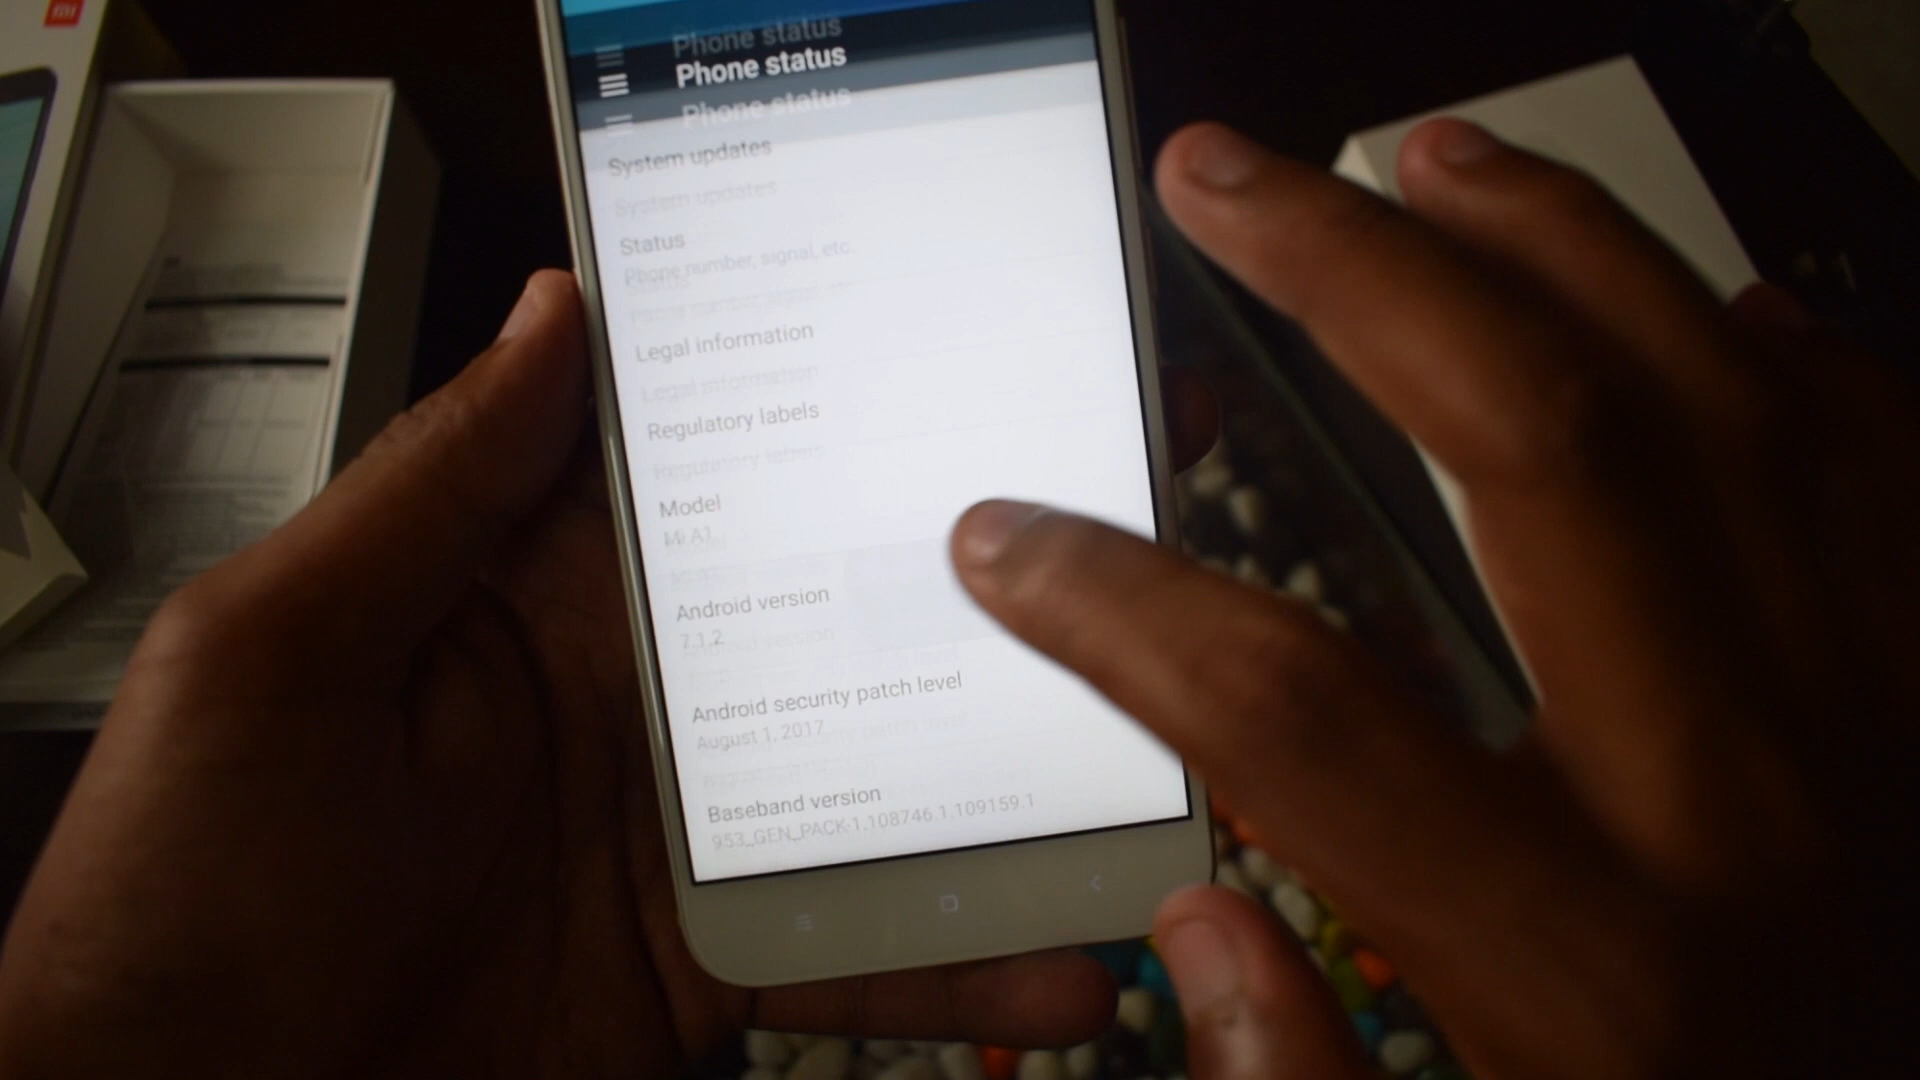 Phone status
System updates
Status
Phone number, signal, etc.
Legal information
Regulatory labels
Model
Mi A1
Android version
7.1.2
Android security patch level
August 1, 2017
Baseband version
953_GEN_PACK-1.108746.1.109159.1